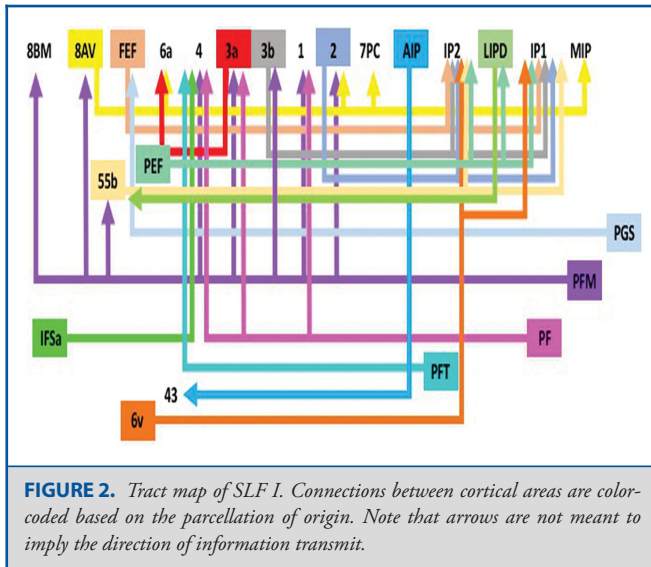 8BM 8AV FEF 6a 4 3a 3b 1 2 7PC AIP IP2 LIPD IP1 MIP
PEF
55b
PGS
PFM
IFSa PF
PFT
43
6v
FIGURE 2. Tract map of SLF I. Connections between cortical areas are color-
coded based on the parcellation of origin. Note that arrows are not meant to
imply the direction of information transmit.